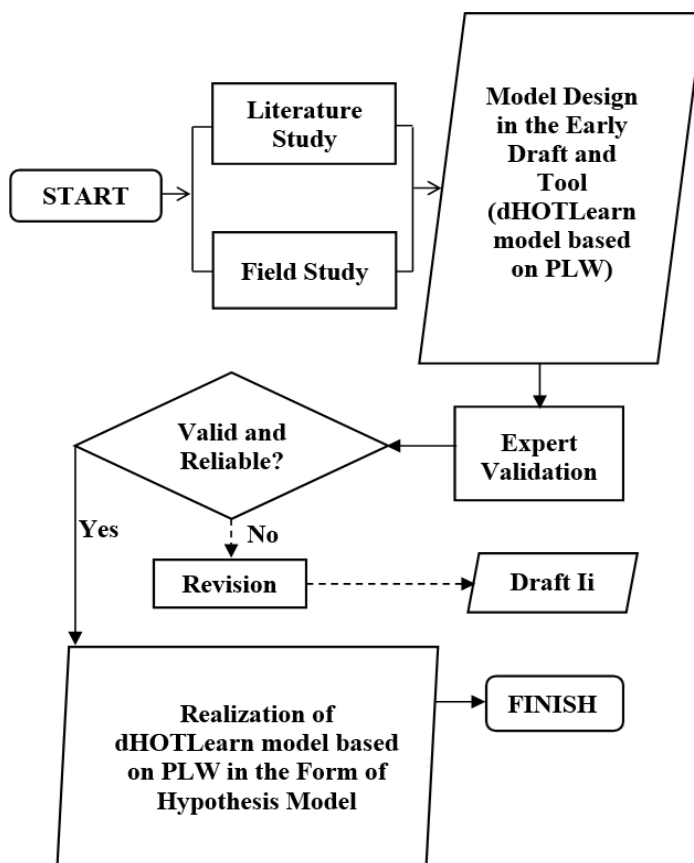 START
Literature
Study
Field Study
Model Design
in the Early
Draft and
Tool
(dHOTLearn
model based
on PLW)
Valid and
Reliable?
Expert
Validation
Yes
No
Revision
Draft Ii
Realization of
dHOTLearn model based
on PLW in the Form of
Hypothesis Model
FINISH